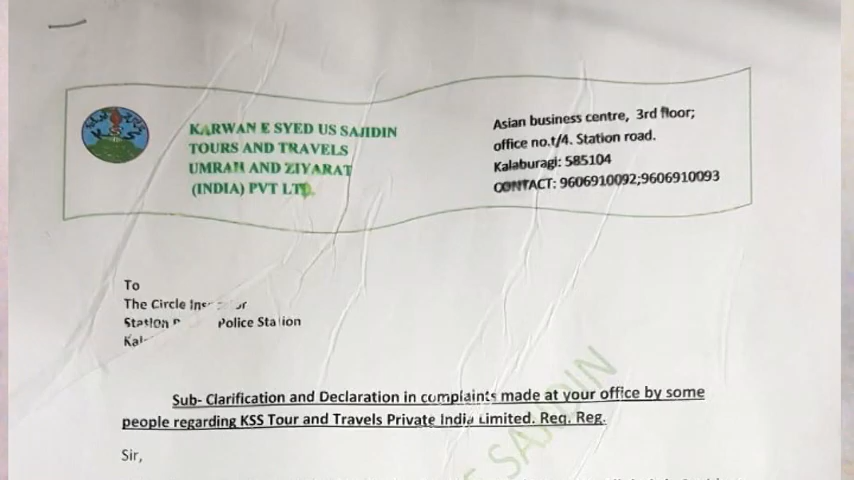 KSS
KARWAN E SYED US SAJIDIN
TOURS AND TRAVELS
UMRAH AND ZIYARAT
(INDIA) PVT LTD.
Asian business centre, 3rd floor;
office no.t/4. Station road.
Kalaburagi: 585104
CONTACT: 9606910092;9606910093
To
The Circle
Station Police Station
Sub- Clarification and Declaration in complaints made at your office by some
people regarding KSS Tour and Travels Private India Limited. Req. Reg.
Sir,
E SAJIDIN